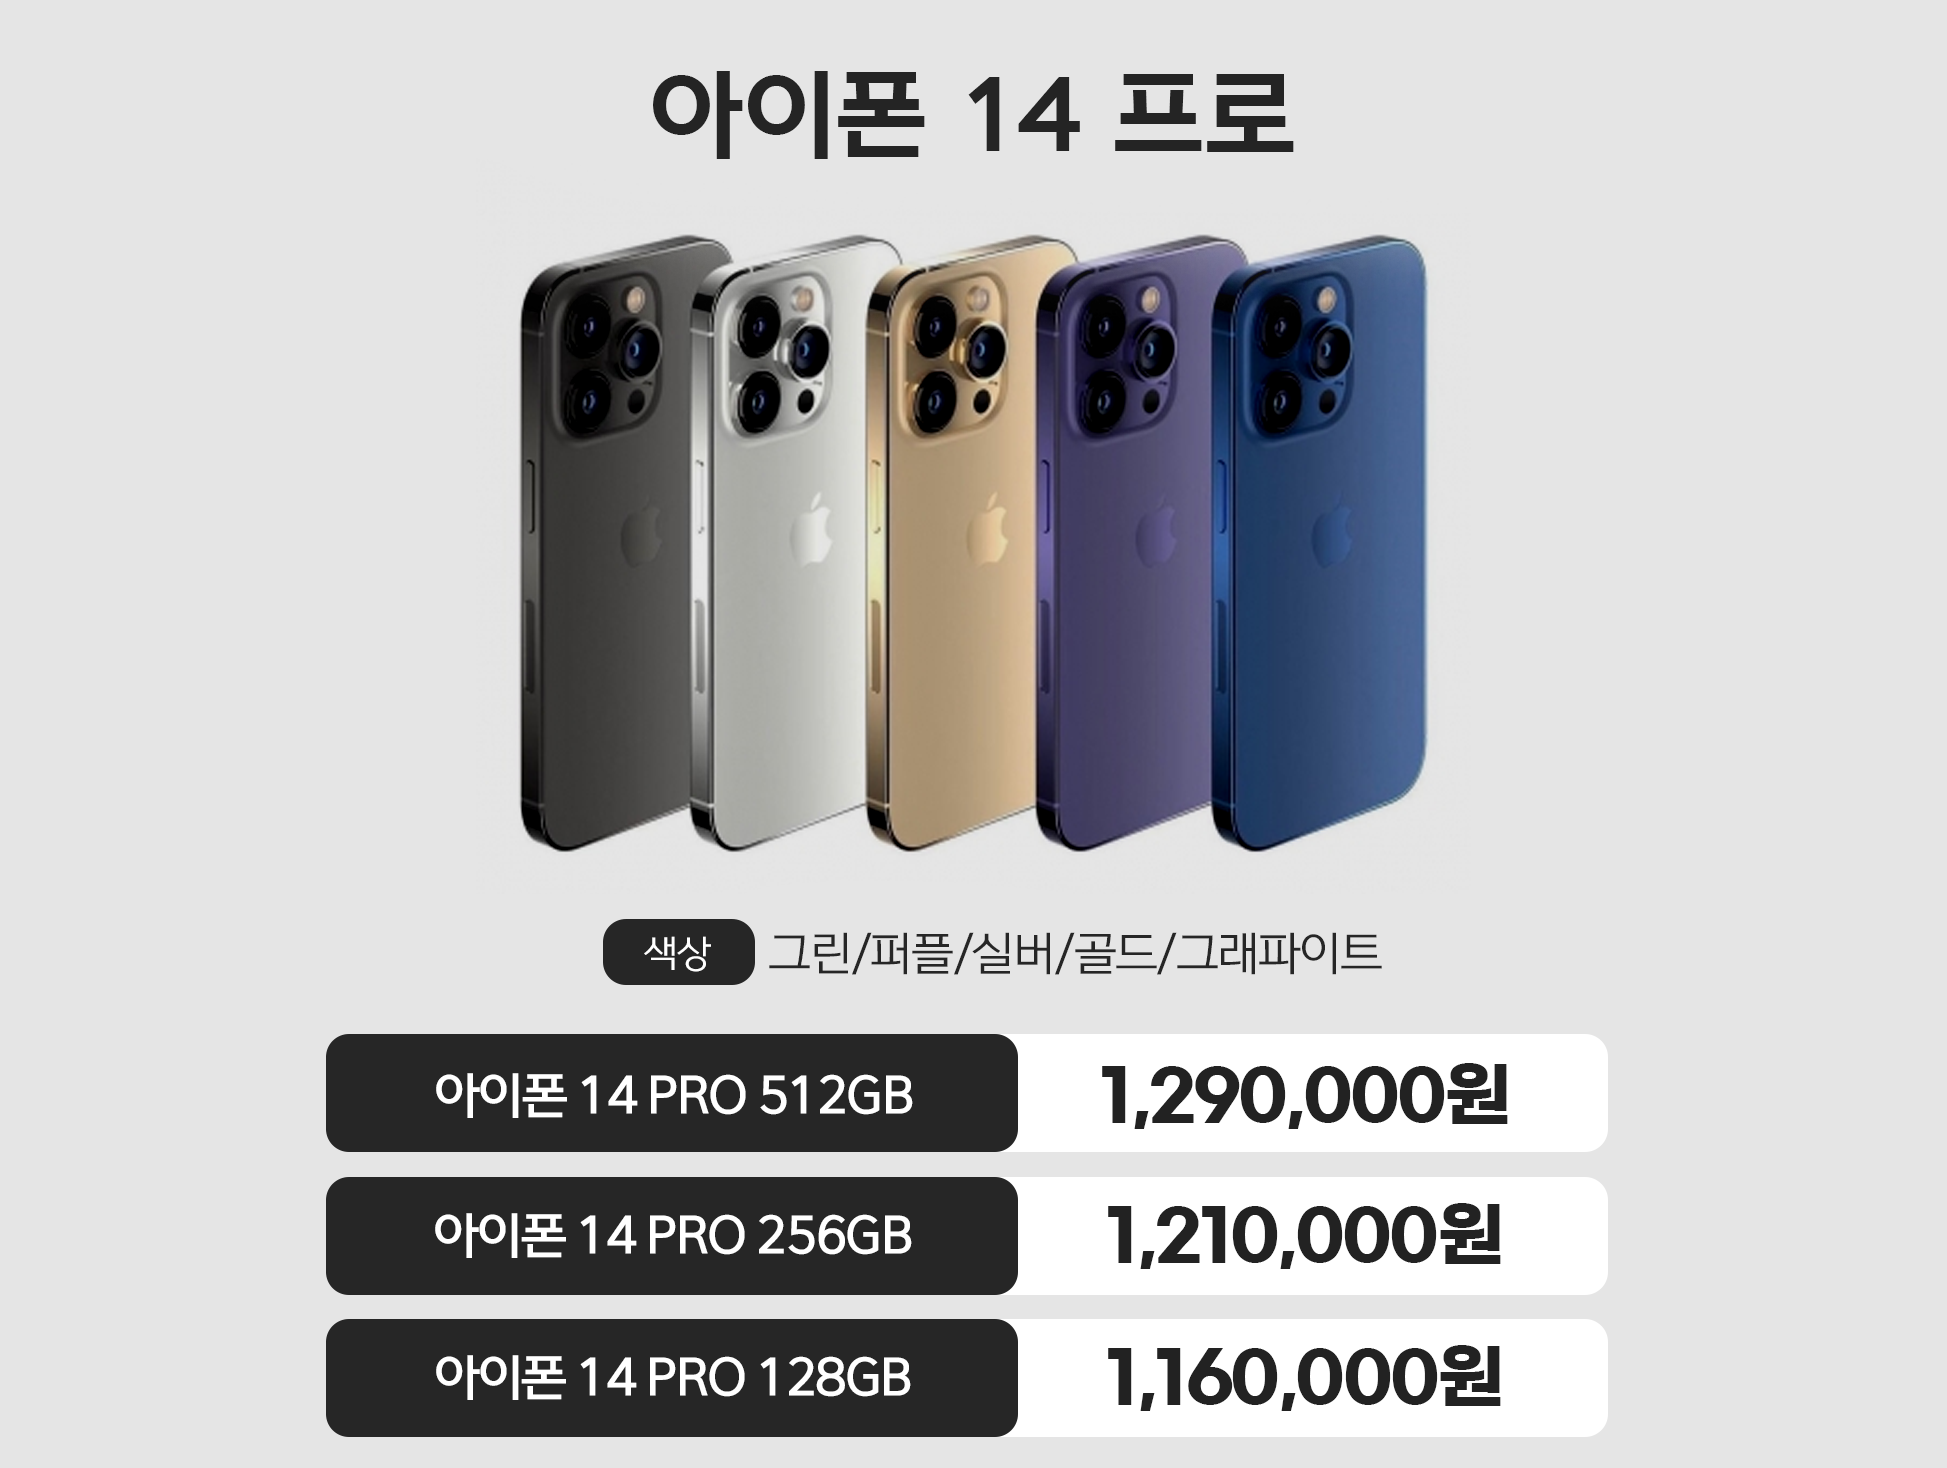 아이폰 14 프로
색상 그린/퍼플/실버/골드/그래파이트
아이폰 14 PRO 512GB 1,290,000원
아이폰 14 PRO 256GB 1,210,000원
아이폰 14 PRO 128GB 1,160,000원